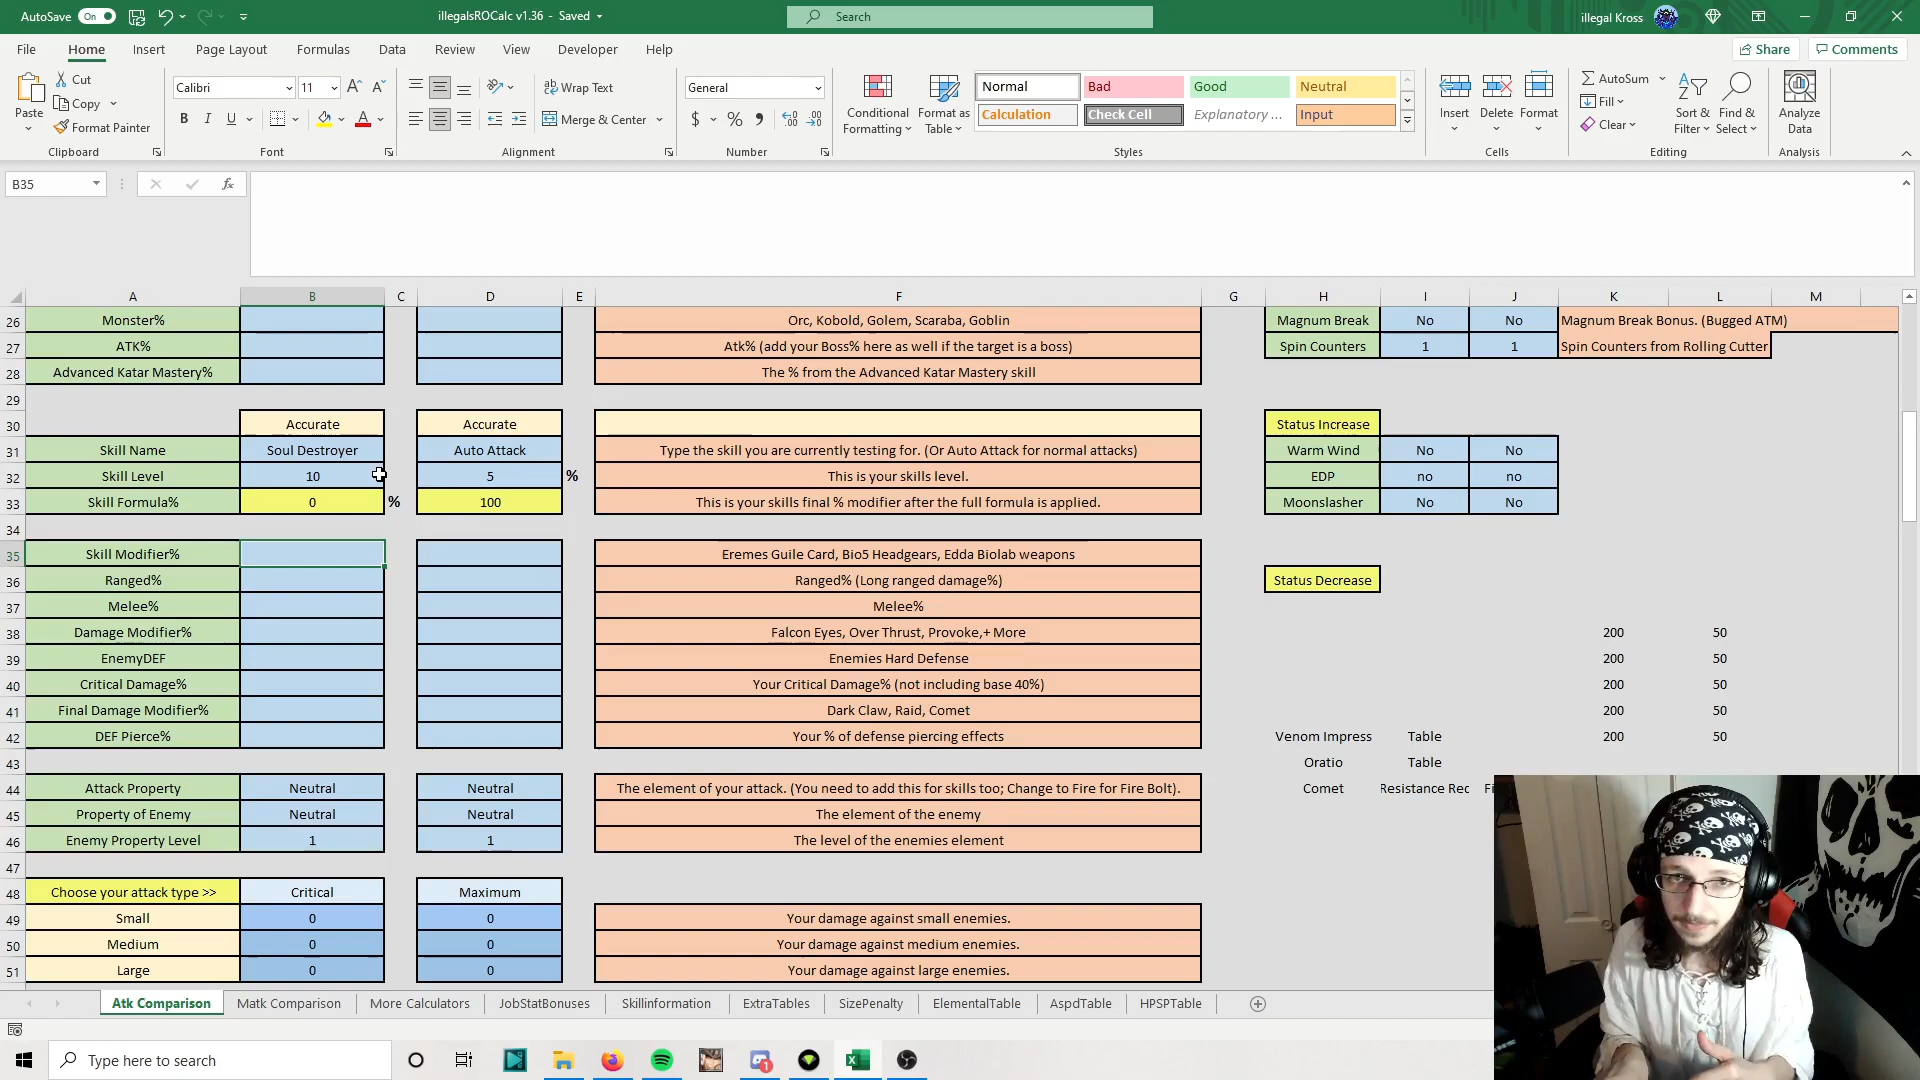 AutoSave On illegalsROCalc v1.36 - Saved Search illegal Kross
File Home Insert Page Layout Formulas Data Review View Developer Help Share Comments
Paste Cut Copy Format Painter Clipboard
Calibri 11 A A B I U A Font
Wrap Text Merge & Center Alignment
General $ % 9 Number
Conditional Formatting Format as Table
Normal Bad Good Neutral
Calculation Check Cell Explanatory ... Input
Styles
Insert Delete Format Cells
AutoSum Fill Clear Sort & Filter Find & Select Editing
Analyze Data Analysis
B35 fx
A B C D E F G H I J K L M
26 Monster% Orc, Kobold, Golem, Scaraba, Goblin Magnum Break No No Magnum Break Bonus. (Bugged ATM)
27 ATK% Atk% (add your Boss% here as well if the target is a boss) Spin Counters 1 1 Spin Counters from Rolling Cutter
28 Advanced Katar Mastery% The % from the Advanced Katar Mastery skill
29
30 Accurate Accurate Status Increase
31 Skill Name Soul Destroyer Auto Attack Type the skill you are currently testing for. (Or Auto Attack for normal attacks) Warm Wind No No
32 Skill Level 10 5 % This is your skills level. EDP no no
33 Skill Formula% 0 % 100 This is your skills final % modifier after the full formula is applied. Moonslasher No No
34
35 Skill Modifier% Eremes Guile Card, Bio5 Headgears, Edda Biolab weapons
36 Ranged% Ranged% (Long ranged damage%) Status Decrease
37 Melee% Melee%
38 Damage Modifier% Falcon Eyes, Over Thrust, Provoke,+ More 200 50
39 EnemyDEF Enemies Hard Defense 200 50
40 Critical Damage% Your Critical Damage% (not including base 40%) 200 50
41 Final Damage Modifier% Dark Claw, Raid, Comet 200 50
42 DEF Pierce% Your % of defense piercing effects Venom Impress Table 200 50
43 Oratio Table
44 Attack Property Neutral Neutral The element of your attack. (You need to add this for skills too; Change to Fire for Fire Bolt). Comet Resistance Rec
45 Property of Enemy Neutral Neutral The element of the enemy
46 Enemy Property Level 1 1 The level of the enemies element
47
48 Choose your attack type >> Critical Maximum
49 Small 0 0 Your damage against small enemies.
50 Medium 0 0 Your damage against medium enemies.
51 Large 0 0 Your damage against large enemies.
Atk Comparison Matk Comparison More Calculators JobStatBonuses Skillinformation ExtraTables SizePenalty ElementalTable AspdTable HPSPTable
Type here to search 1